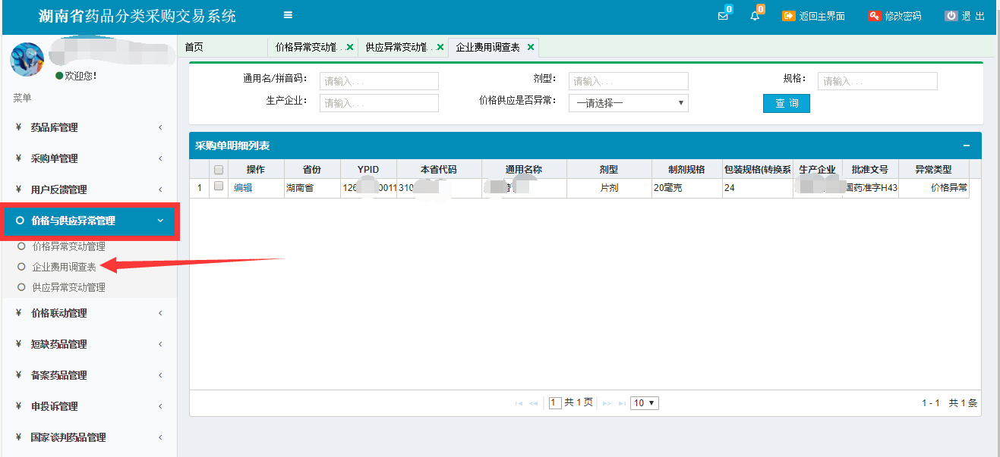 湖南省药品分类采购交易系统
0
0
返回主界面
修改密码
退 出
欢迎您!
菜单
¥ 药品库管理
¥ 采购单管理
¥ 用户反馈管理
价格与供应异常管理
价格异常变动管理
企业费用调查表
供应异常变动管理
¥ 价格联动管理
¥ 短缺药品管理
¥ 备案药品管理
¥ 申投诉管理
¥ 国家谈判药品管理
首页
价格异常变动管..
供应异常变动管..
企业费用调查表
通用名/拼音码： 请输入...
剂型： 请输入...
规格： 请输入...
生产企业： 请输入...
价格供应是否异常： —请选择—
查 询
采购单明细列表
操作 省份 YPID 本省代码 通用名称 剂型 制剂规格 包装规格(转换系 生产企业 批准文号 异常类型
1 编辑 湖南省 126 0011 310 片剂 20毫克 24 国药准字H43 价格异常
1 共 1 页 10
1 - 1 共 1 条